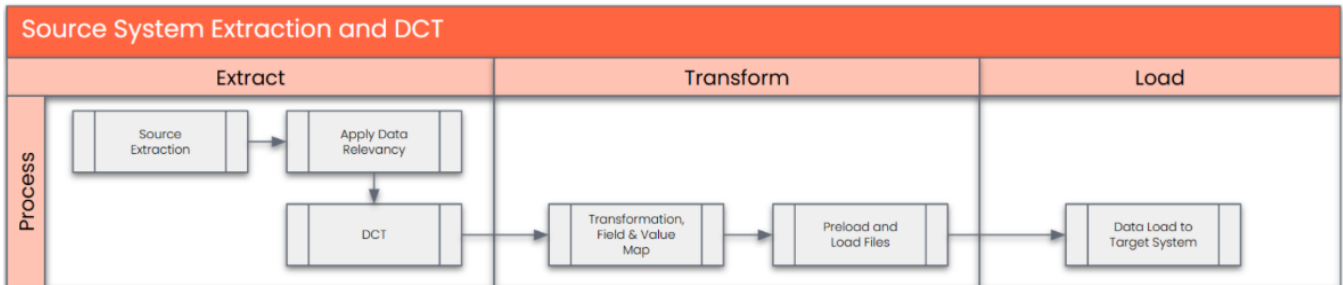 Source System Extraction and DCT
Extract
Transform
Load
Process
Source
Extraction
Apply Data
Relevancy
DCT
Transformation,
Field & Value
Map
Preload and
Load Files
Data Load to
Target System